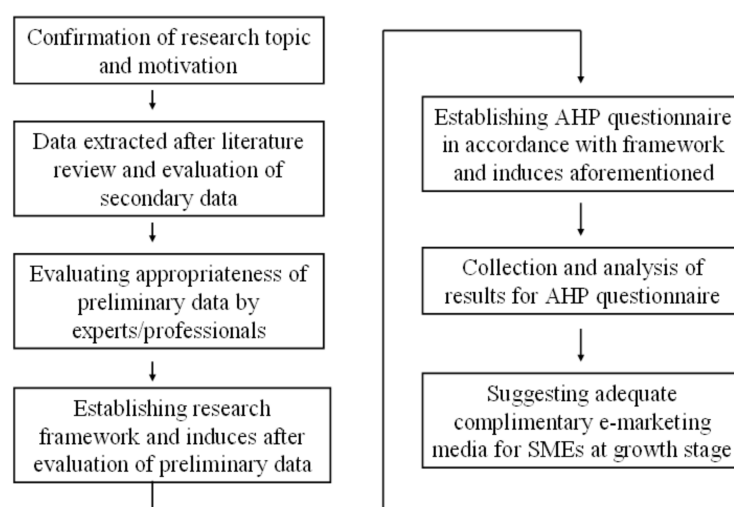 Confirmation of research topic
and motivation
Data extracted after literature
review and evaluation of
secondary data
Evaluating appropriateness of
preliminary data by
experts/professionals
Establishing research
framework and induces after
evaluation of preliminary data
Establishing AHP questionnaire
in accordance with framework
and induces aforementioned
Collection and analysis of
results for AHP questionnaire
Suggesting adequate
complimentary e-marketing
media for SMEs at growth stage